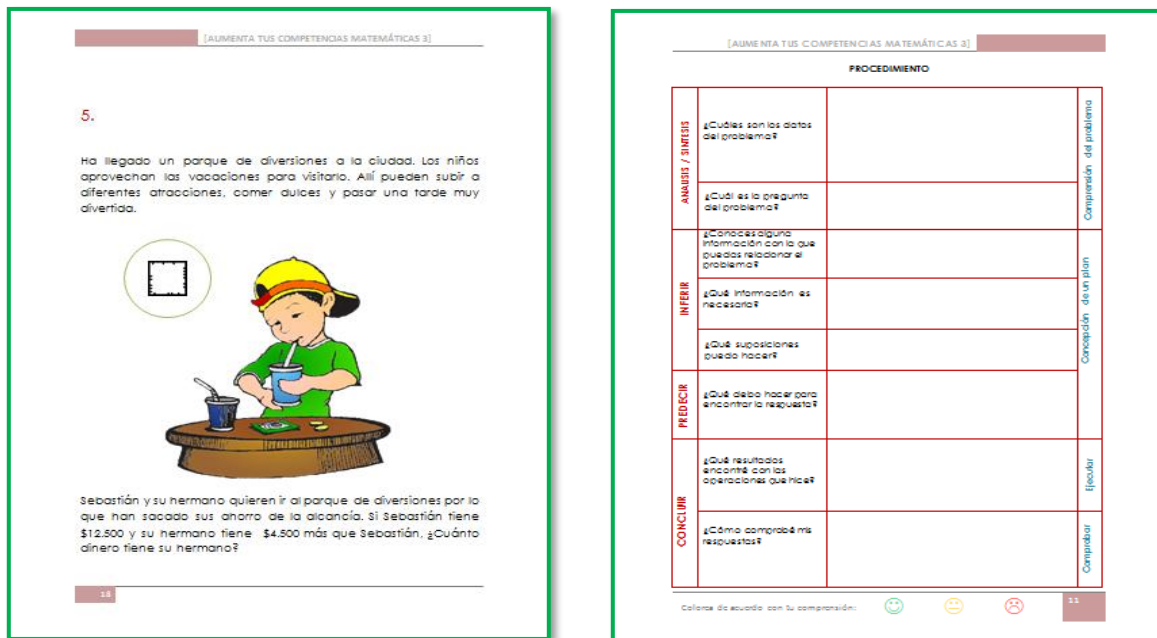 [AUMENTA TUS COMPETENCIAS MATEMÁTICAS 3]
5.
Ha llegado un parque de diversiones a la ciudad. Los niños
aprovechan las vacaciones para visitarlo. Allí pueden subir a
diferentes atracciones, comer dulces y pasar una tarde muy
divertida.
Sebastián y su hermano quieren ir al parque de diversiones por lo
que han sacado sus ahorro de la alcancía. Si Sebastián tiene
$12.500 y su hermano tiene $4.500 más que Sebastián, ¿Cuánto
dinero tiene su hermano?
[AUMENTA TUS COMPETENCIAS MATEMÁTICAS 3]
PROCEDIMIENTO
ANALISIS / SINTESIS
¿Cuáles son los datos
del problema?
¿Cuál es la pregunta
del problema?
Comprensión del problema
INFERIR
¿Conoces alguna
información con la que
puedas relacionar el
problema?
¿Qué información es
necesaria?
¿Qué suposiciones
puedo hacer?
Concepción de un plan
PREDECIR
¿Qué debo hacer para
encontrar la respuesta?
CONCLUIR
¿Qué resultados
encontré con las
operaciones que hice?
Ejecutar
¿Cómo comprobé mis
respuestas?
Comprobar
Colorea de acuerdo con tu comprensión:
11